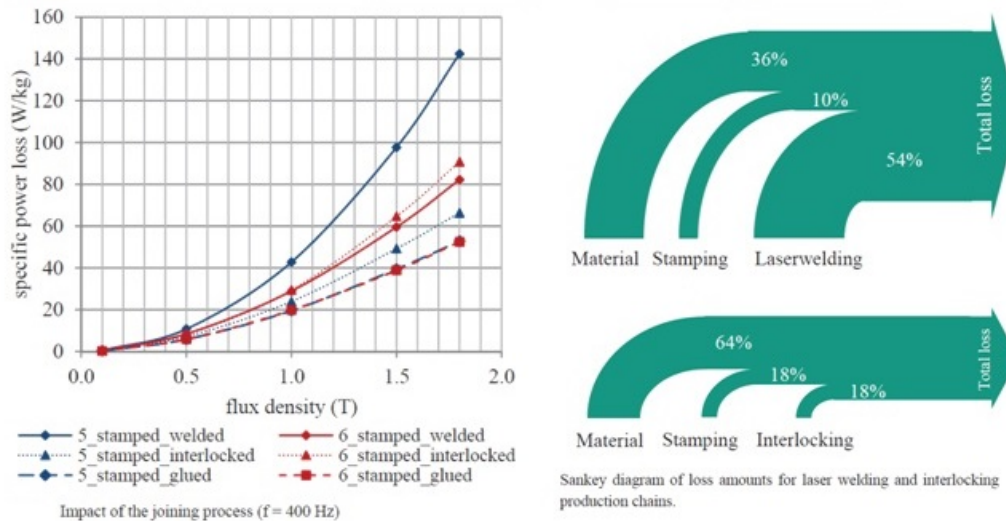 160
140
120
100
80
60
40
20
0
specific power loss (W/kg)
0.0 0.5 1.0 1.5 2.0
flux density (T)
5_stamped_welded 6_stamped_welded
5_stamped_interlocked 6_stamped_interlocked
5_stamped_glued 6_stamped_glued
Impact of the joining process (f = 400 Hz)
36%
10%
54%
Total loss
Material Stamping Laserwelding
64%
18%
18%
Total loss
Material Stamping Interlocking
Sankey diagram of loss amounts for laser welding and interlocking
production chains.